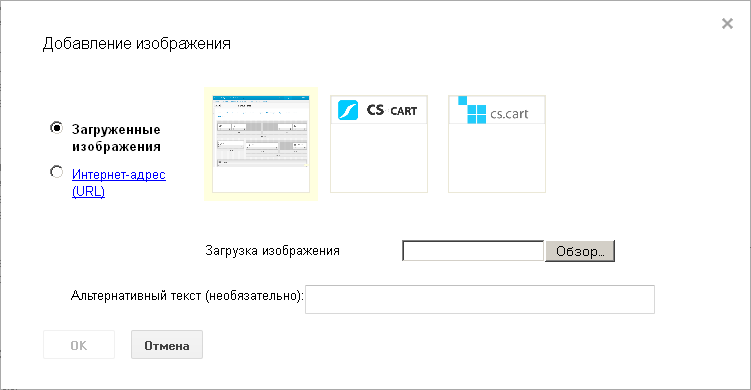 Добавление изображения
Загруженные
изображения
Интернет-адрес
(URL)
CS CART
cs.cart
Загрузка изображения
Обзор...
Альтернативный текст (необязательно):
OK
Отмена